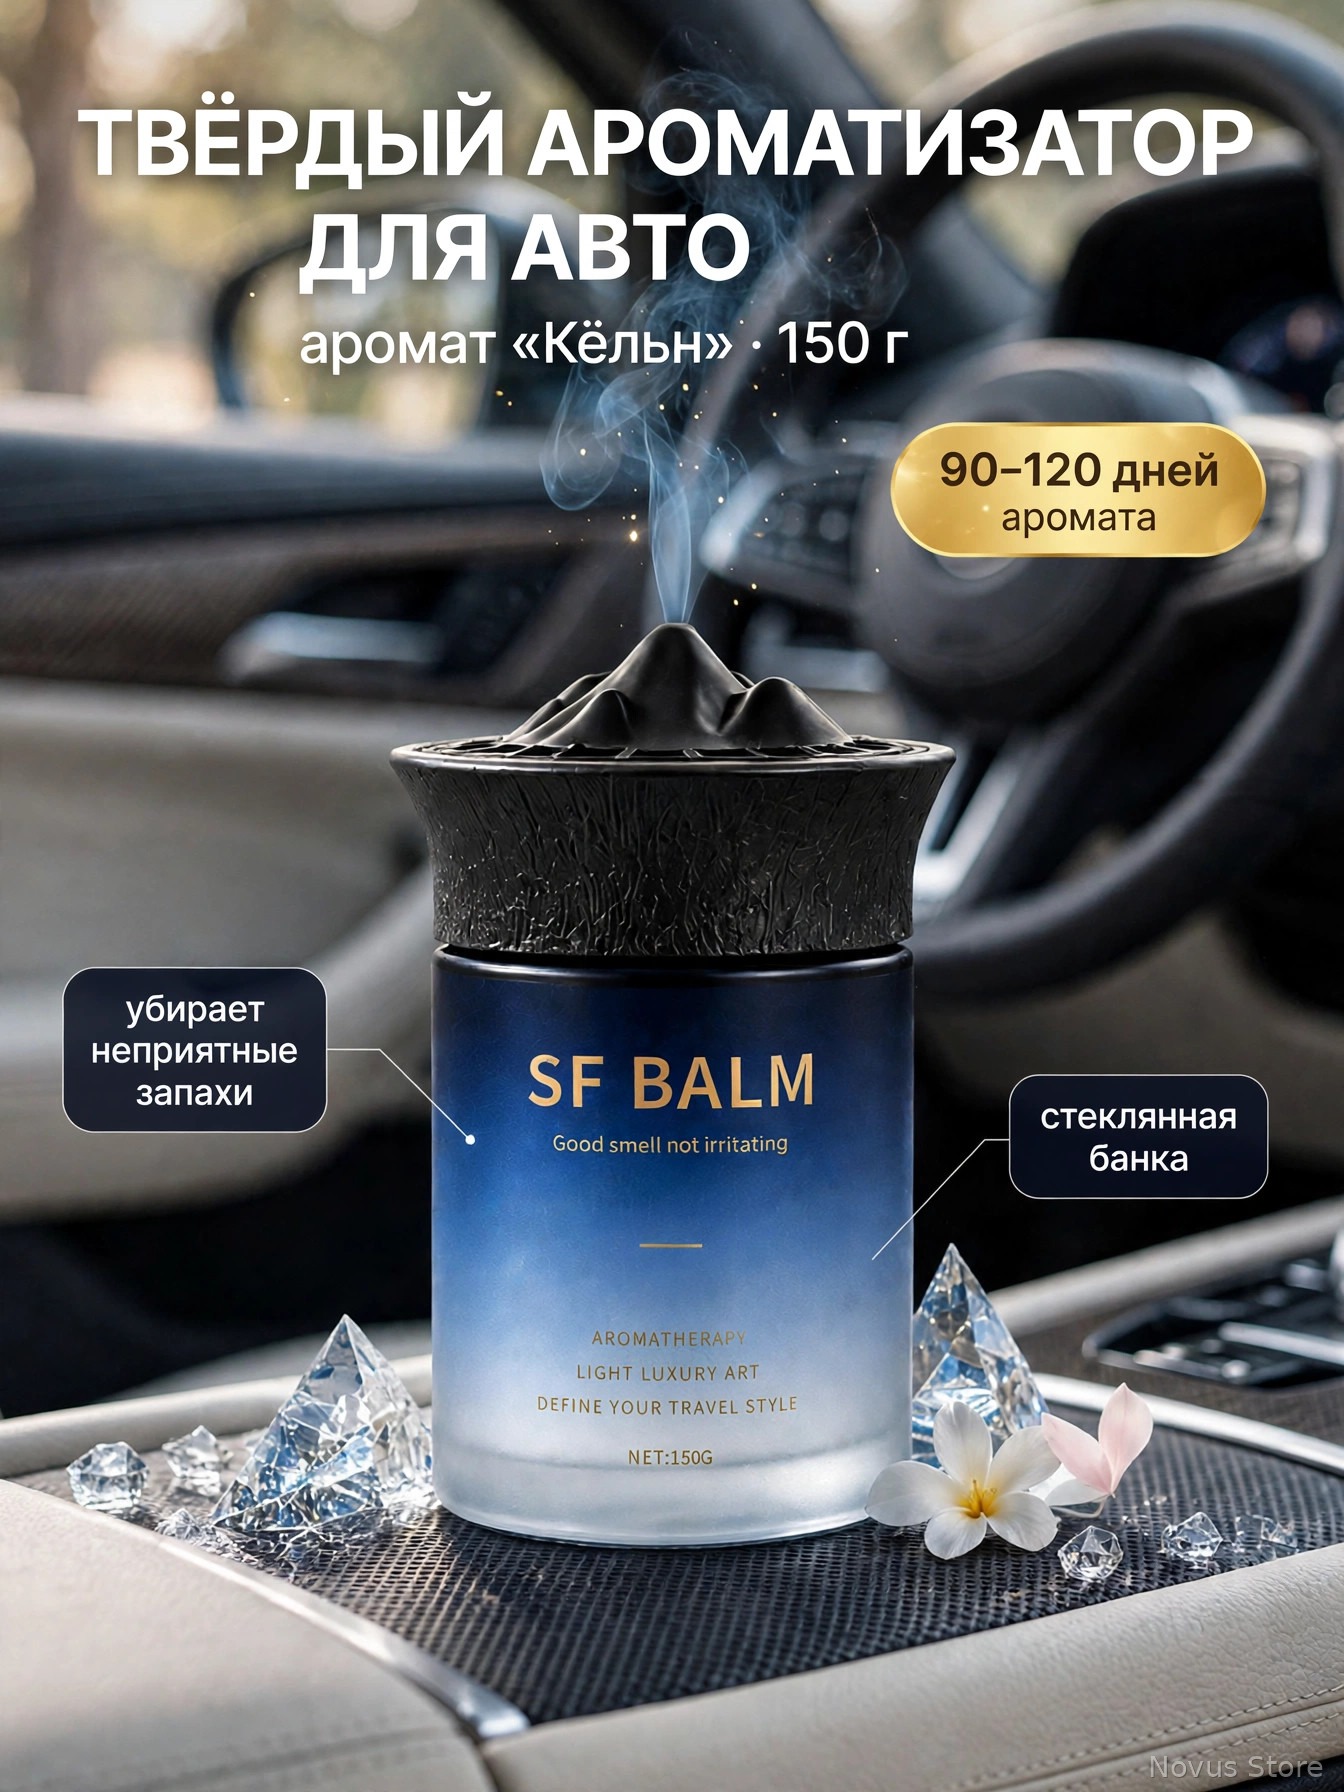 ТВЁРДЫЙ АРОМАТИЗАТОР
ДЛЯ АВТО
аромат «Кёльн» · 150 г
90–120 дней
аромата
убирает
неприятные
запахи
SF BALM
Good smell not irritating
стеклянная
банка
AROMATHERAPY
LIGHT LUXURY ART
DEFINE YOUR TRAVEL STYLE
NET:150G
Novus Store